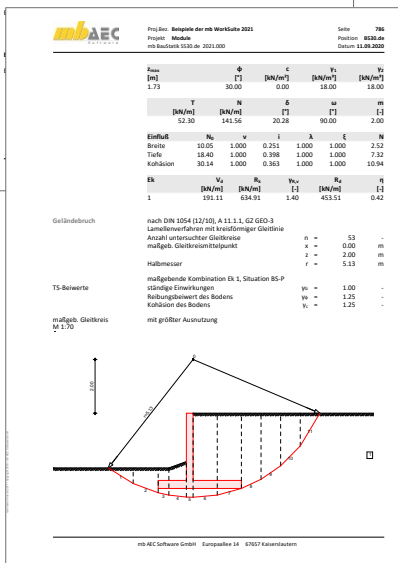 mbAEC
Software
Proj.Bez. Beispiele der mb WorkSuite 2021 Seite 786
Projekt Module Position B530.de
mb BauStatik S530.de 2021.000 Datum 11.09.2020
zmax ϕ c γ1 γ2
[m] [°] [kN/m²] [kN/m³] [kN/m³]
1.73 30.00 0.00 18.00 18.00
T N δ ω m
[kN/m] [kN/m] [°] [°] [-]
52.30 141.56 20.28 90.00 2.00
Einfluß N0 v i λ ξ N
Breite 10.05 1.000 0.251 1.000 1.000 2.52
Tiefe 18.40 1.000 0.398 1.000 1.000 7.32
Kohäsion 30.14 1.000 0.363 1.000 1.000 10.94
Ek Vd Rk γR,v Rd η
[kN/m] [kN/m] [-] [kN/m] [-]
1 191.11 634.91 1.40 453.51 0.42
Geländebruch nach DIN 1054 (12/10), A 11.1.1, GZ GEO-3
Lamellenverfahren mit kreisförmiger Gleitlinie
Anzahl untersuchter Gleitkreise n = 53 -
maßgeb. Gleitkreismittelpunkt x = 0.00 m
z = 2.00 m
Halbmesser r = 5.13 m
maßgebende Kombination Ek 1, Situation BS-P
TS-Beiwerte ständige Einwirkungen γG = 1.00 -
Reibungsbeiwert des Bodens γϕ = 1.25 -
Kohäsion des Bodens γc = 1.25 -
maßgeb. Gleitkreis mit größter Ausnutzung
M 1:70
2.00
mb AEC Software GmbH Europaallee 14 67657 Kaiserslautern